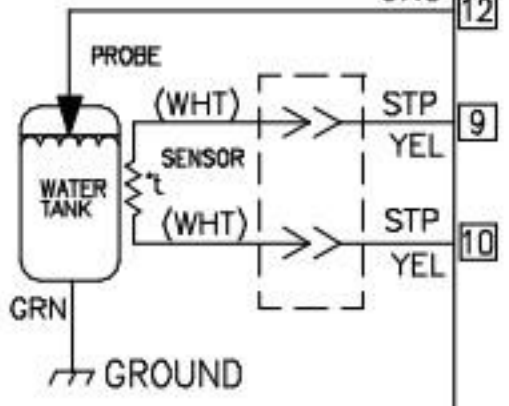 12
PROBE
(WHT)
STP
9
YEL
SENSOR
°t
WATER
TANK
(WHT)
STP
10
YEL
GRN
GROUND